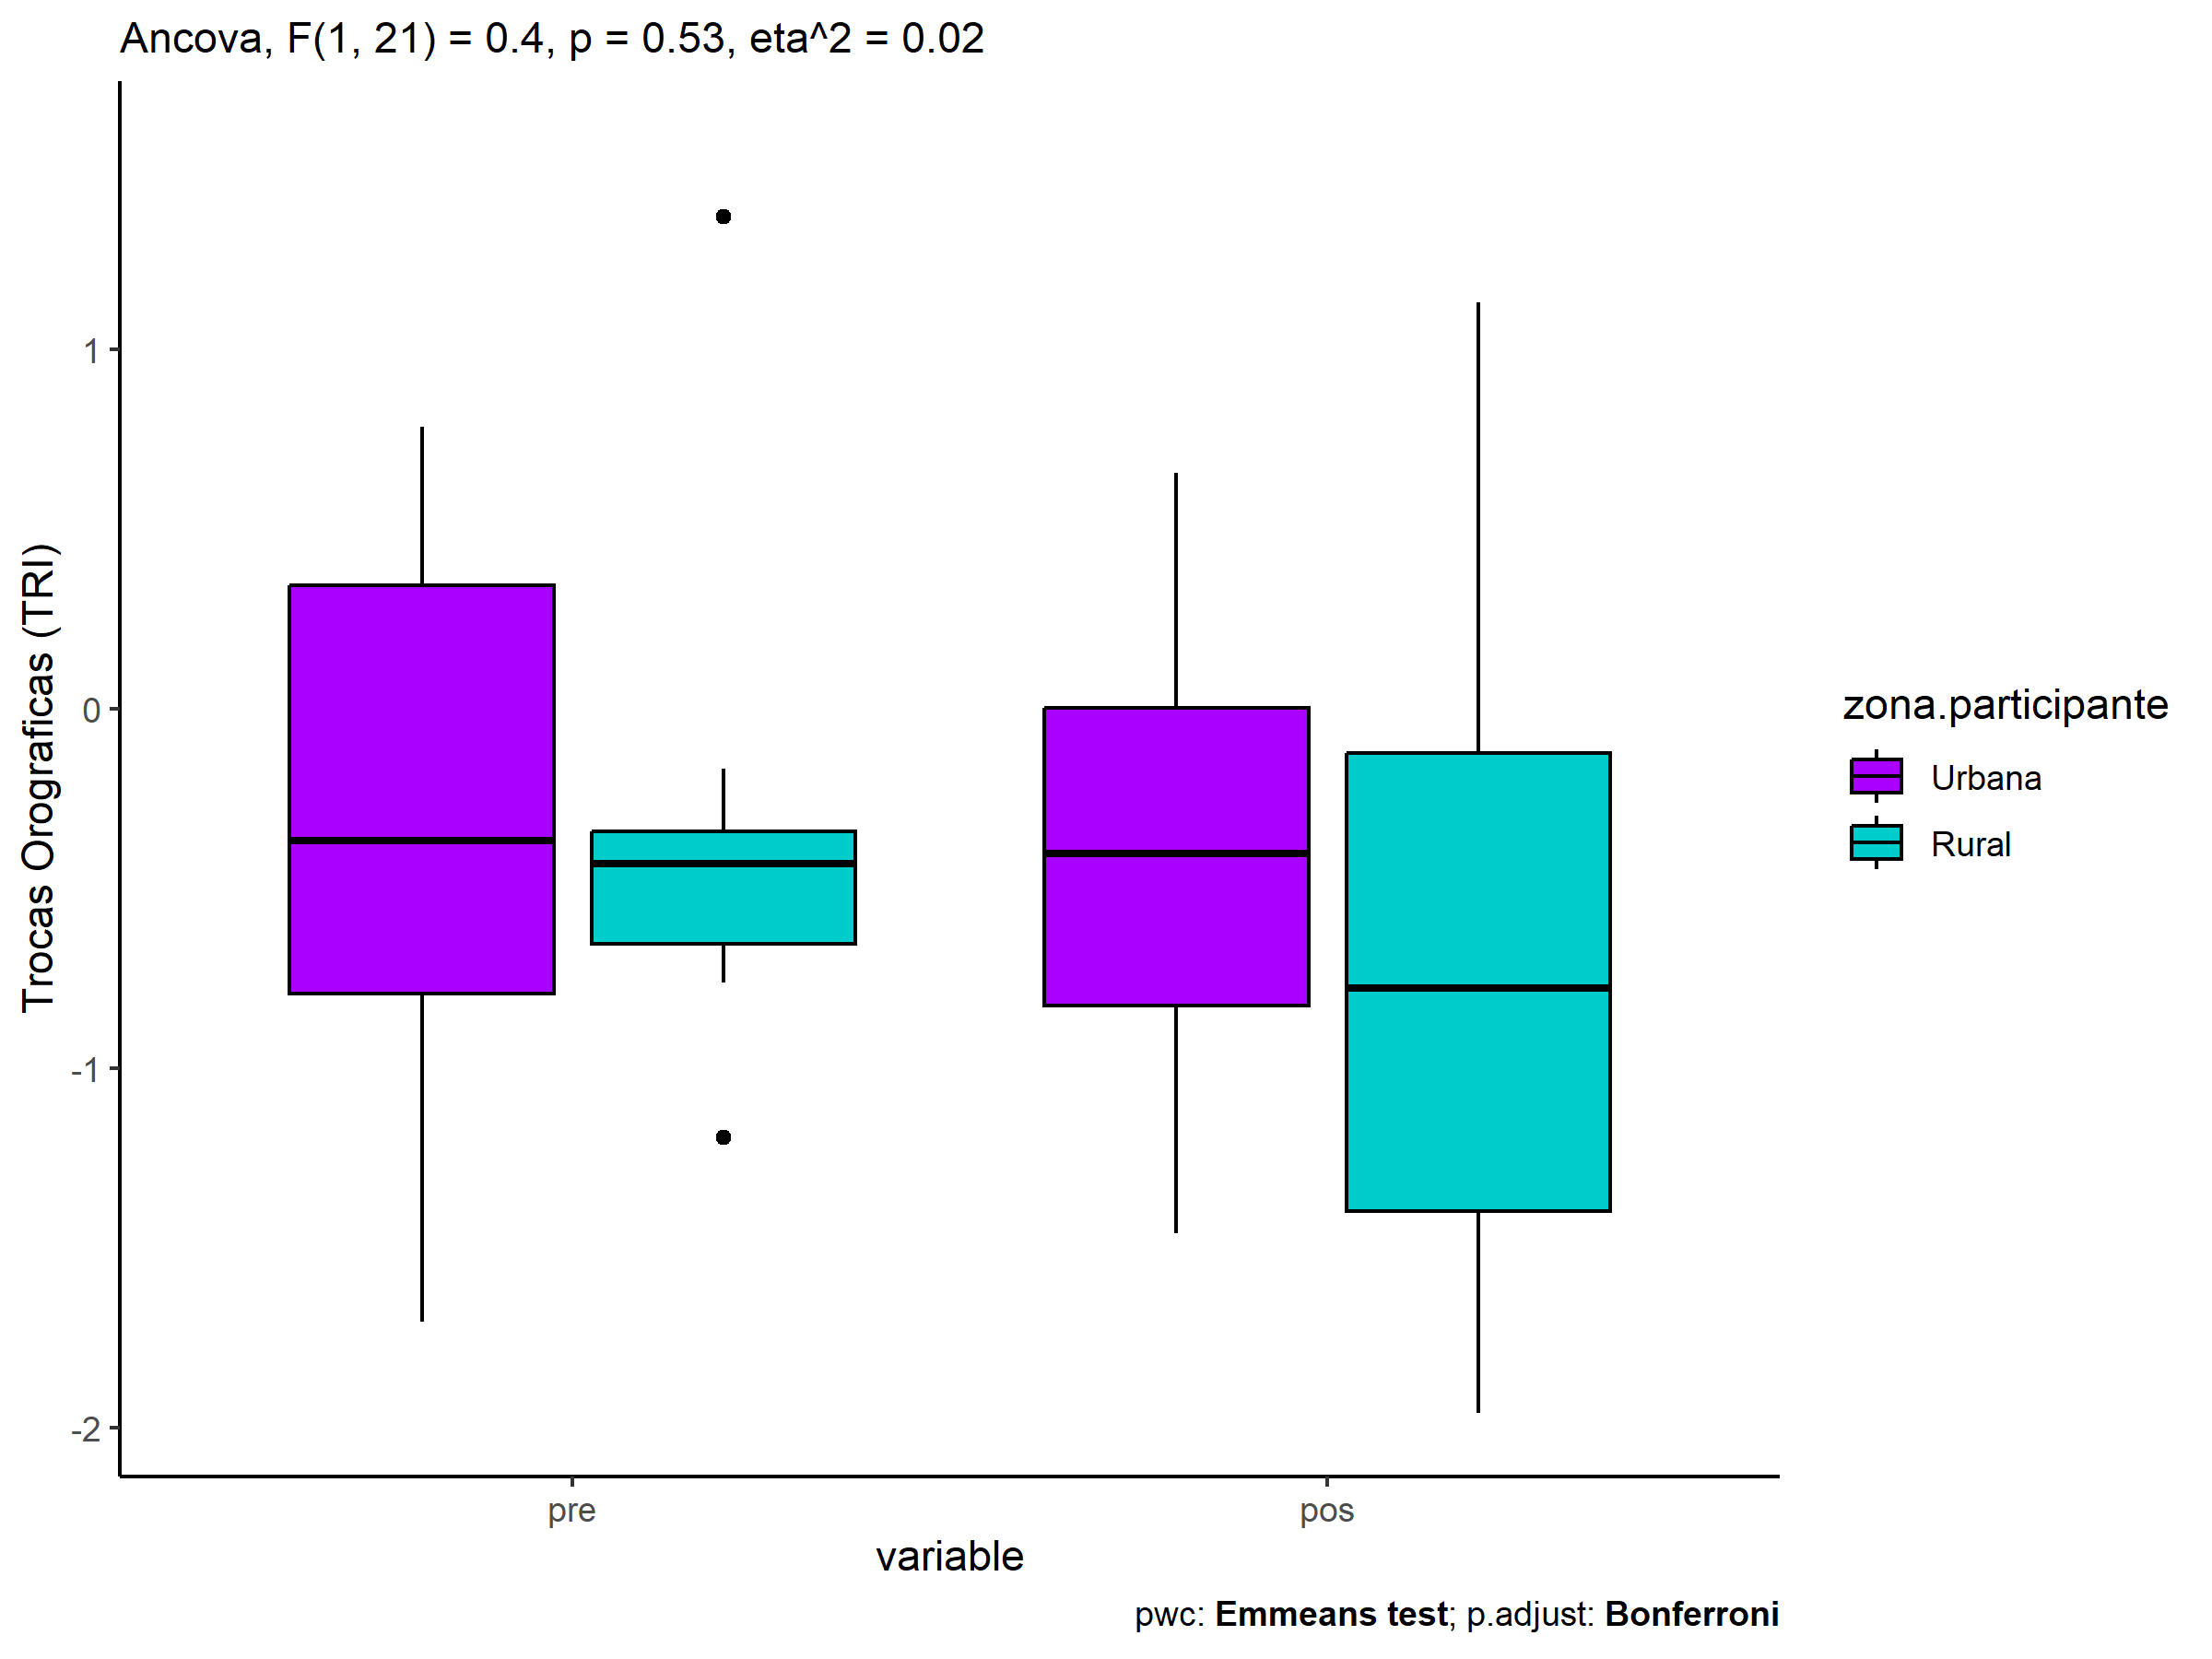 Ancova, F(1, 21) = 0.4, p = 0.53, eta^2 = 0.02
Trocas Orograficas (TRI)
1
0
-1
-2
pre
pos
variable
zona.participante
Urbana
Rural
pwc: Emmeans test; p.adjust: Bonferroni